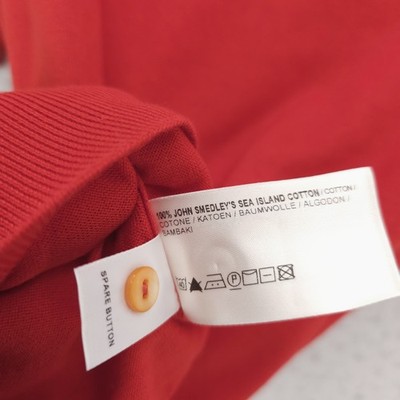 100% JOHN SMEDLEY'S SEA ISLAND COTTON / COTTON /
COTONE / KATOEN / BAUMWOLLE / ALGODON /
BAMBAKI
P
SPARE BUTTON